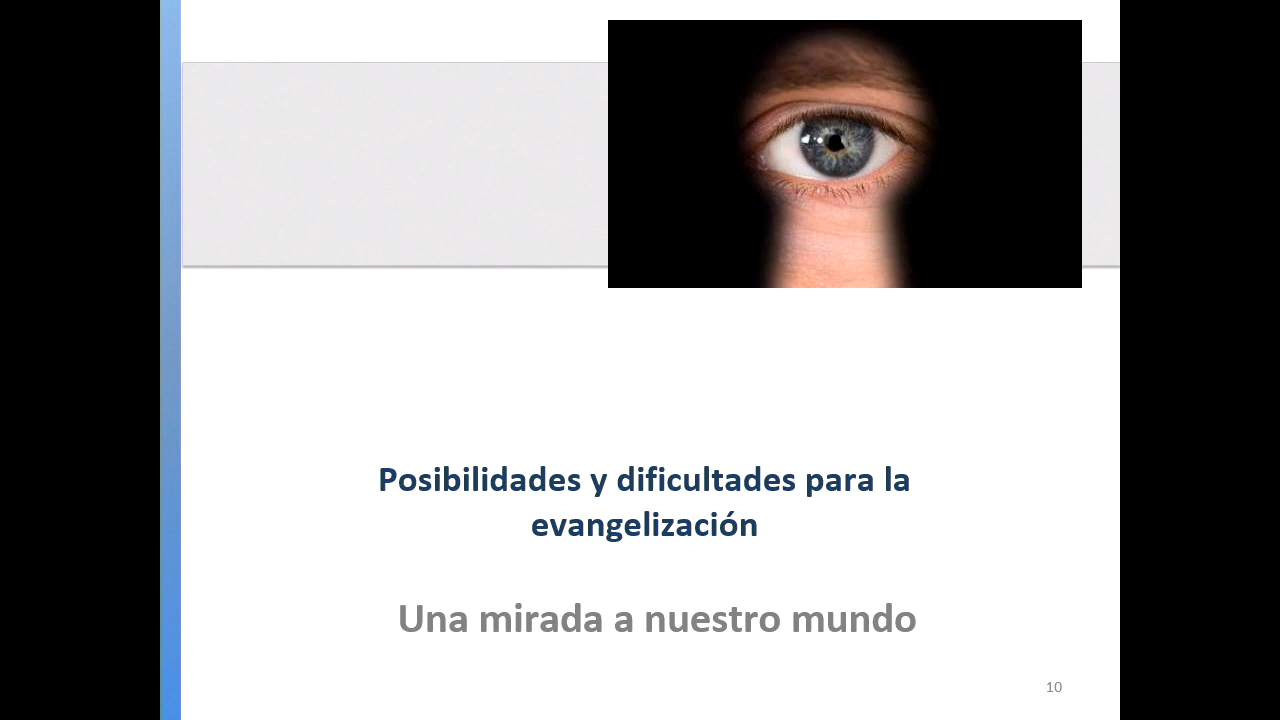 Posibilidades y dificultades para la
evangelización
Una mirada a nuestro mundo
10